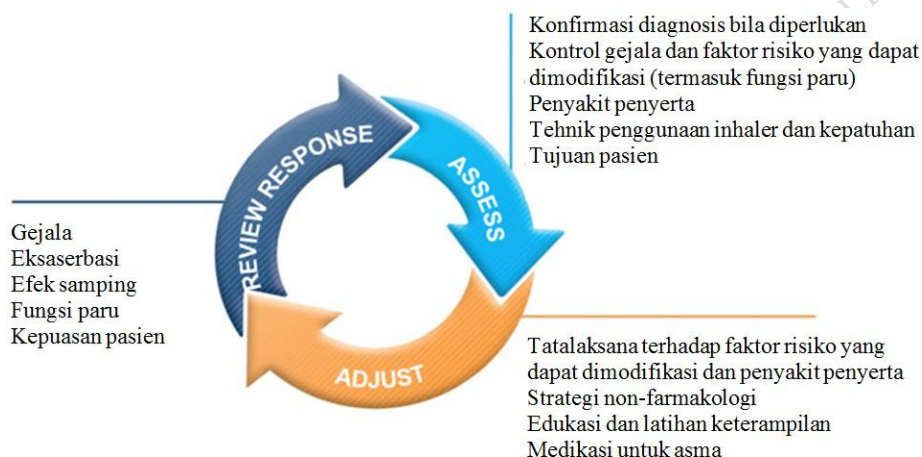 Konfirmasi diagnosis bila diperlukan
Kontrol gejala dan faktor risiko yang dapat
dimodifikasi (termasuk fungsi paru)
Penyakit penyerta
Tehnik penggunaan inhaler dan kepatuhan
Tujuan pasien
REVIEW RESPONSE
ASSESS
ADJUST
Gejala
Eksaserbasi
Efek samping
Fungsi paru
Kepuasan pasien
Tatalaksana terhadap faktor risiko yang
dapat dimodifikasi dan penyakit penyerta
Strategi non-farmakologi
Edukasi dan latihan keterampilan
Medikasi untuk asma